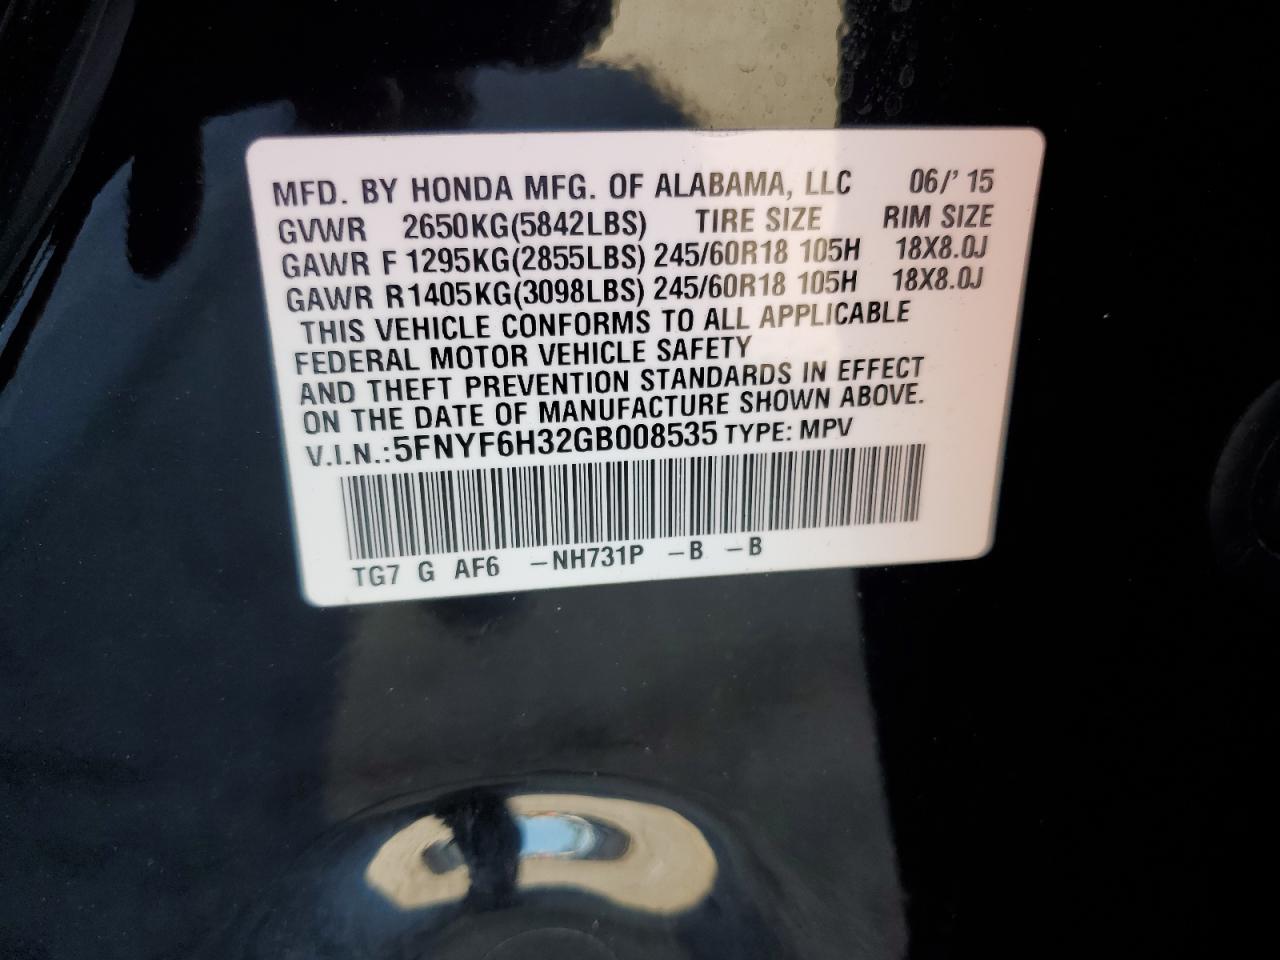 MFD. BY HONDA MFG. OF ALABAMA, LLC 06/' 15
GVWR 2650KG(5842LBS) TIRE SIZE RIM SIZE
GAWR F 1295KG(2855LBS) 245/60R18 105H 18X8.0J
GAWR R1405KG(3098LBS) 245/60R18 105H 18X8.0J
THIS VEHICLE CONFORMS TO ALL APPLICABLE
FEDERAL MOTOR VEHICLE SAFETY
AND THEFT PREVENTION STANDARDS IN EFFECT
ON THE DATE OF MANUFACTURE SHOWN ABOVE.
V.I.N.:5FNYF6H32GB008535 TYPE: MPV
TG7 G AF6 -NH731P -B -B